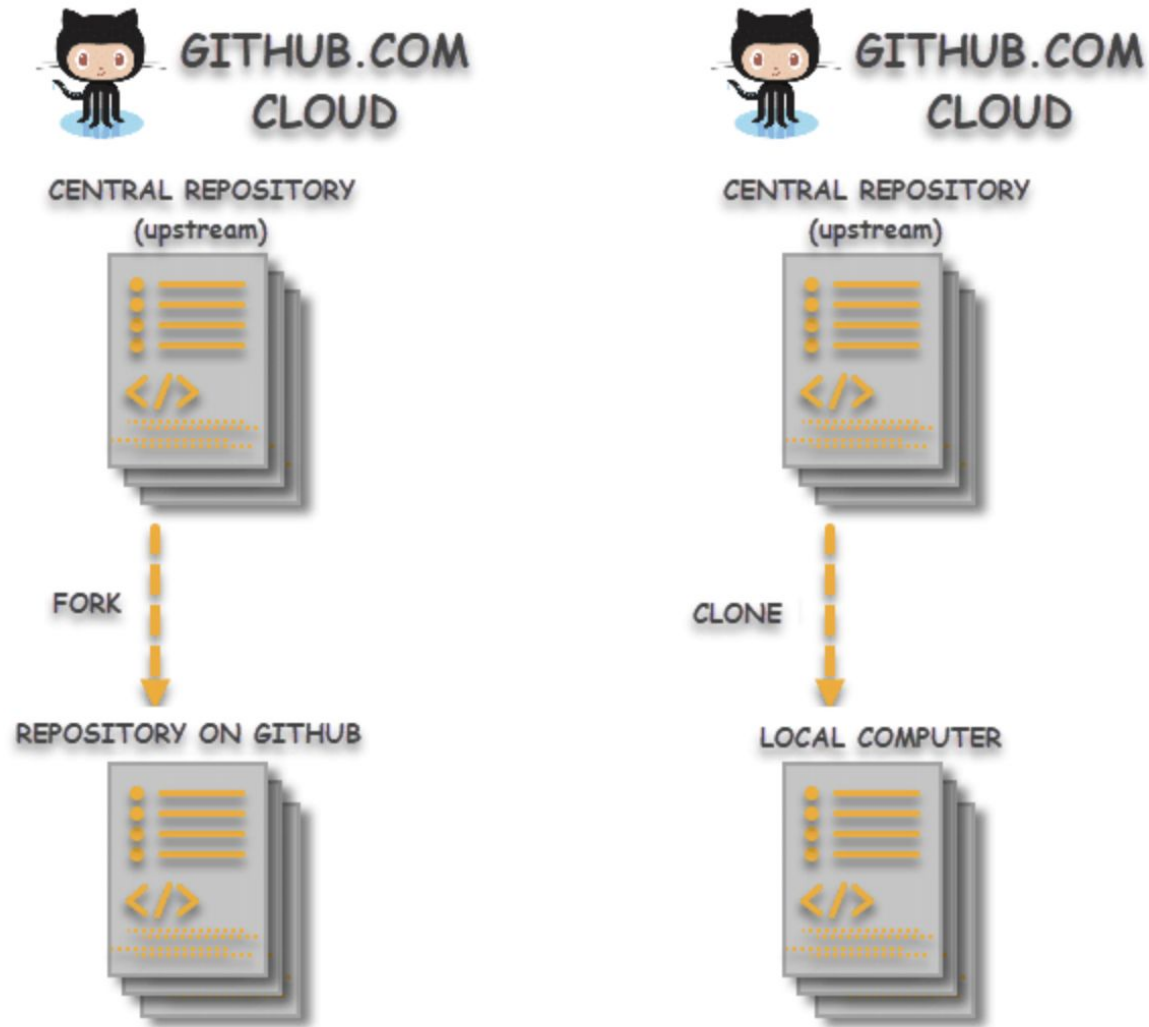 GITHUB.COM
CLOUD
CENTRAL REPOSITORY
(upstream)
</>
FORK
REPOSITORY ON GITHUB
</>
GITHUB.COM
CLOUD
CENTRAL REPOSITORY
(upstream)
</>
CLONE
LOCAL COMPUTER
</>